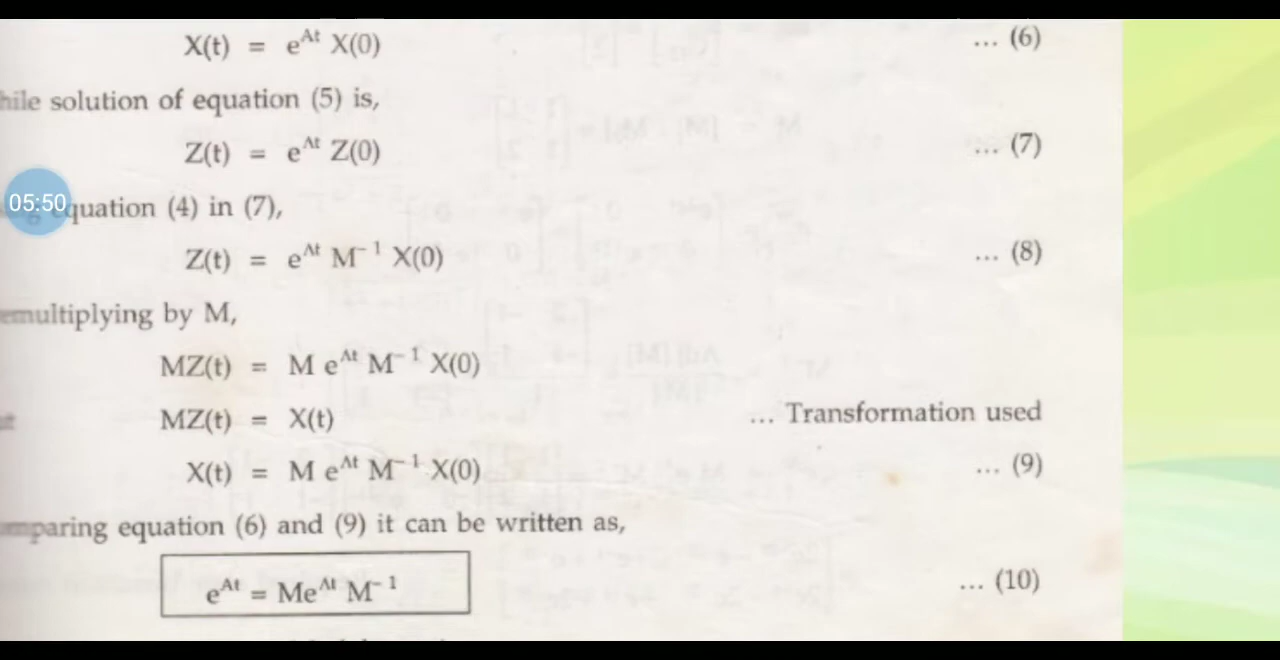 X(t) = e^At X(0) ... (6)
hile solution of equation (5) is,
Z(t) = e^Λt Z(0) ... (7)
05:50
equation (4) in (7),
Z(t) = e^Λt M^-1 X(0) ... (8)
emultiplying by M,
MZ(t) = M e^Λt M^-1 X(0)
MZ(t) = X(t) ... Transformation used
X(t) = M e^Λt M^-1 X(0) ... (9)
omparing equation (6) and (9) it can be written as,
e^At = Me^Λt M^-1 ... (10)